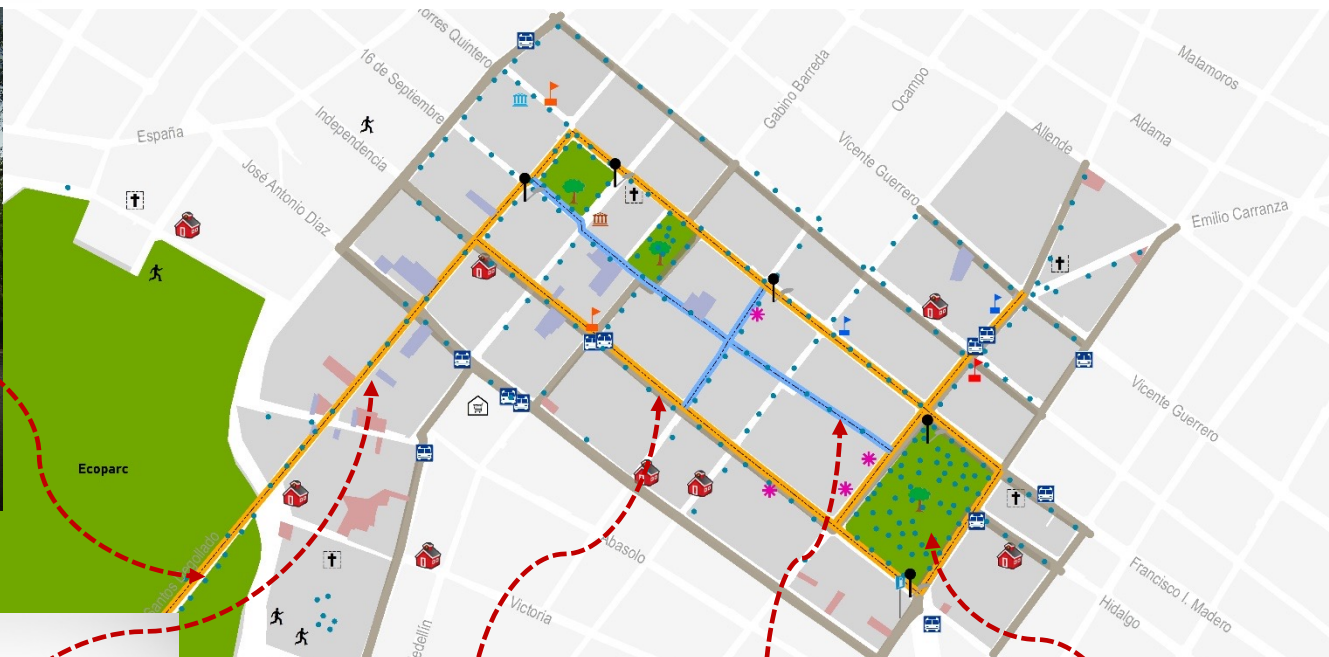 Torres Quintero
16 de Septiembre
Independencia
España
José Antonio Díaz
Gabino Barreda
Ocampo
Matamoros
Aldama
Allende
Vicente Guerrero
Emilio Carranza
Vicente Guerrero
Ecoparc
Abasolo
Victoria
Francisco I. Madero
Hidalgo